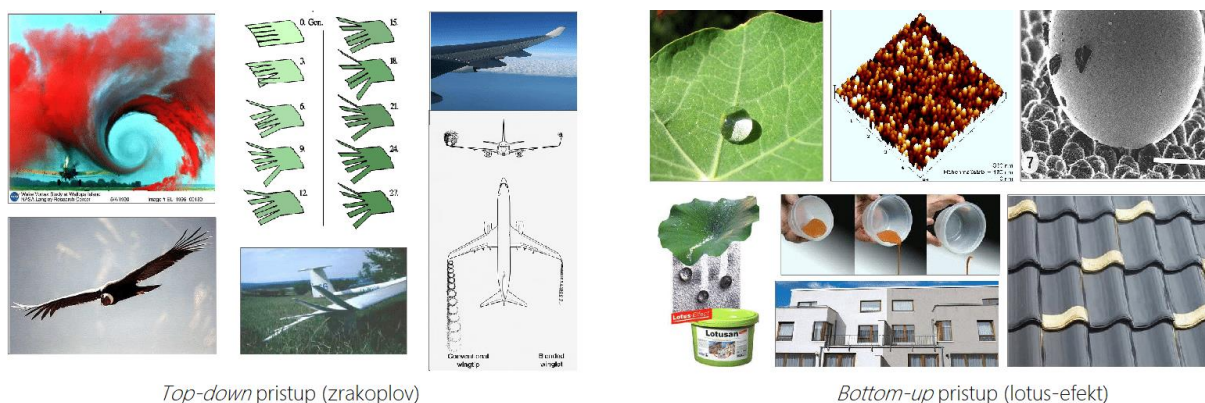 0. Gen.
15.
3.
18.
6.
21.
9.
24.
12.
27.
Wake Vortex Study at Wallops Island
NASA Langley Research Center
Conventional
wingtip
Blended
winglet
Top-down pristup (zrakoplov)
7
Lotus-Effect
Lotusan
Bottom-up pristup (lotus-efekt)